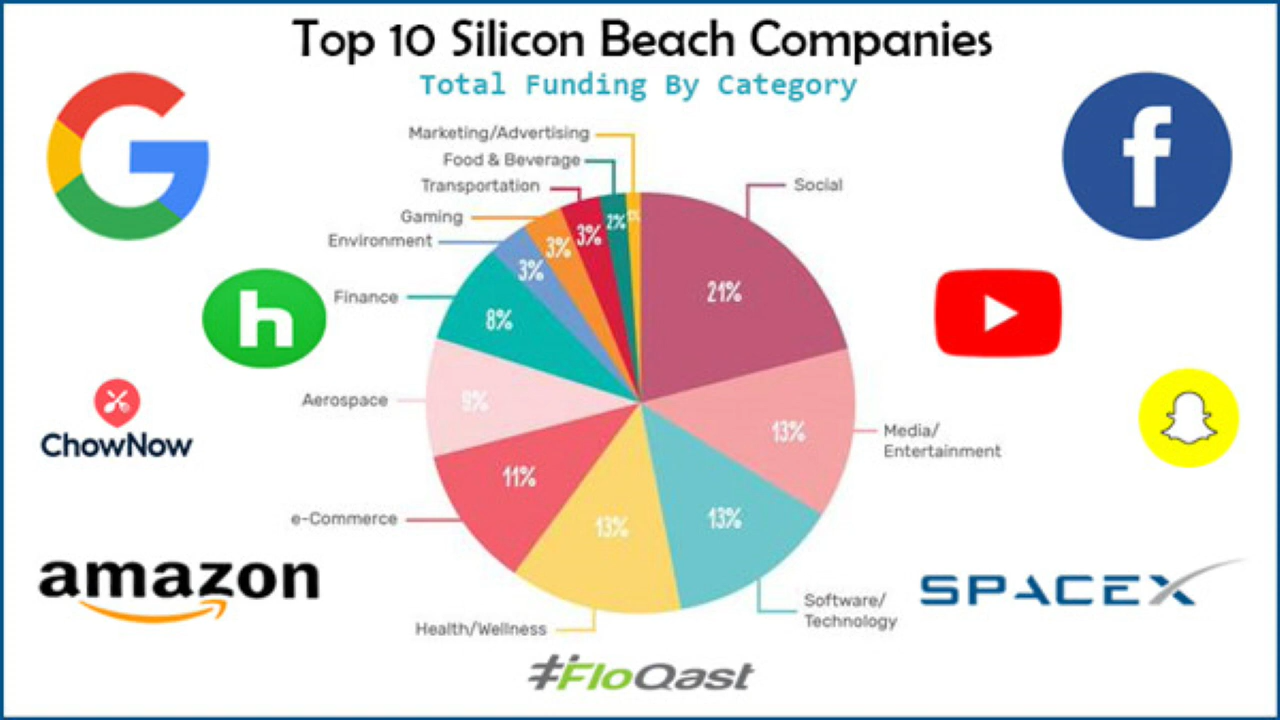 Top 10 Silicon Beach Companies
Total Funding By Category
Marketing/Advertising
Food & Beverage
Transportation
Gaming
Environment
Finance
Aerospace
e-Commerce
Health/Wellness
Social
Media/
Entertainment
Software/
Technology
21%
13%
13%
13%
11%
9%
8%
3%
3%
3%
2%
G
f
h
ChowNow
amazon
SPACEX
FloQast